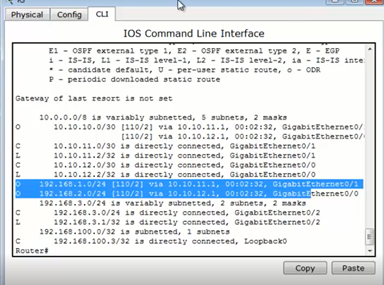 Physical Config CLI
IOS Command Line Interface
E1 - OSPF external type 1, E2 - OSPF external type 2, E - EGP
i - IS-IS, L1 - IS-IS level-1, L2 - IS-IS level-2, ia - IS-IS inter
* - candidate default, U - per-user static route, o - ODR
P - periodic downloaded static route
Gateway of last resort is not set
10.0.0.0/8 is variably subnetted, 5 subnets, 2 masks
O 10.10.10.0/30 [110/2] via 10.10.11.1, 00:02:32, GigabitEthernet0/
[110/2] via 10.10.12.1, 00:02:32, GigabitEthernet0/
C 10.10.11.0/30 is directly connected, GigabitEthernet0/1
L 10.10.11.2/32 is directly connected, GigabitEthernet0/1
C 10.10.12.0/30 is directly connected, GigabitEthernet0/0
L 10.10.12.2/32 is directly connected, GigabitEthernet0/0
O 192.168.1.0/24 [110/2] via 10.10.11.1, 00:02:32, GigabitEthernet0/1
O 192.168.2.0/24 [110/2] via 10.10.12.1, 00:02:32, GigabitEthernet0/0
192.168.3.0/24 is variably subnetted, 2 subnets, 2 masks
C 192.168.3.0/24 is directly connected, GigabitEthernet0/2
L 192.168.3.1/32 is directly connected, GigabitEthernet0/2
192.168.100.0/32 is subnetted, 1 subnets
C 192.168.100.3/32 is directly connected, Loopback0
Router#
Copy Paste